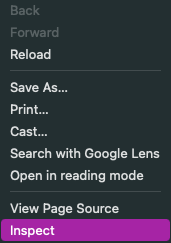 Back
Forward
Reload
Save As...
Print...
Cast...
Search with Google Lens
Open in reading mode
View Page Source
Inspect